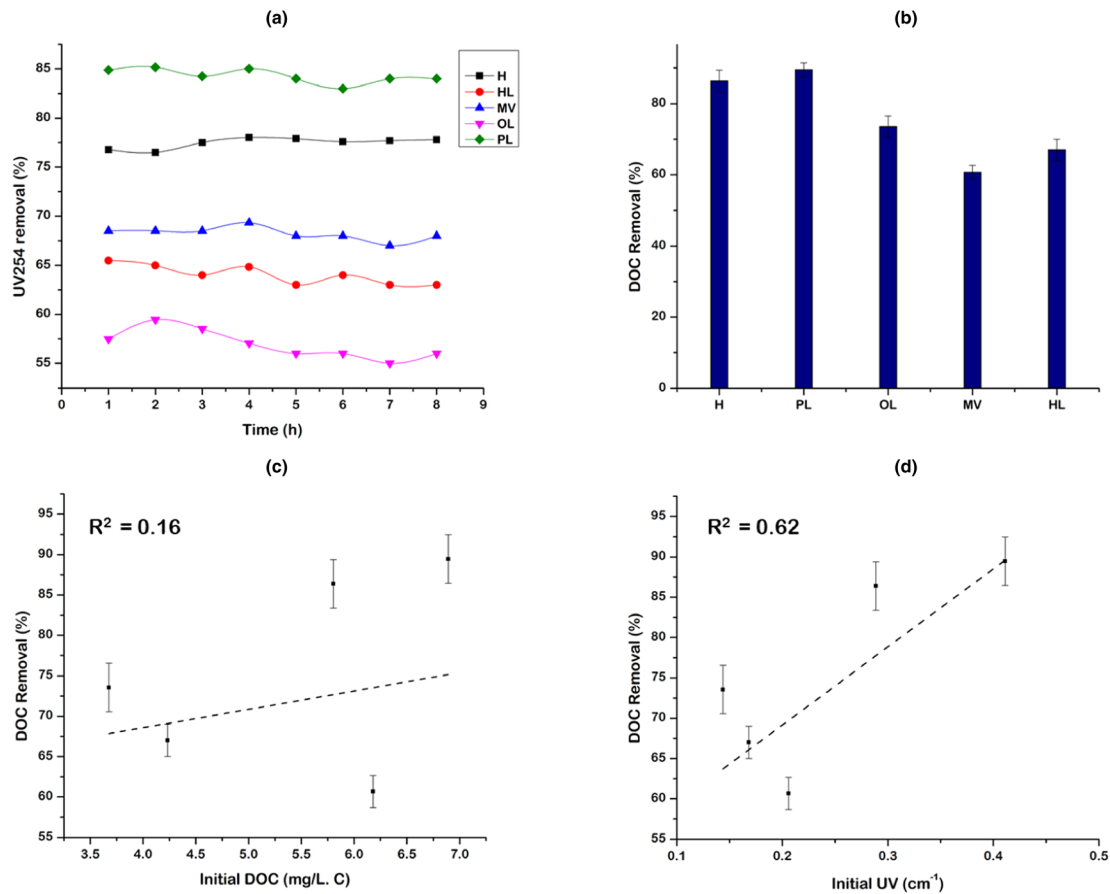 (a)
85
80
75
70
65
60
55
UV254 removal (%)
0 1 2 3 4 5 6 7 8 9
Time (h)
H
HL
MV
OL
PL
(b)
80
60
40
20
0
DOC Removal (%)
H PL OL MV HL
(c)
R² = 0.16
95
90
85
80
75
70
65
60
55
DOC Removal (%)
3.5 4.0 4.5 5.0 5.5 6.0 6.5 7.0
Initial DOC (mg/L. C)
(d)
R² = 0.62
95
90
85
80
75
70
65
60
55
DOC Removal (%)
0.1 0.2 0.3 0.4 0.5
Initial UV (cm⁻¹)